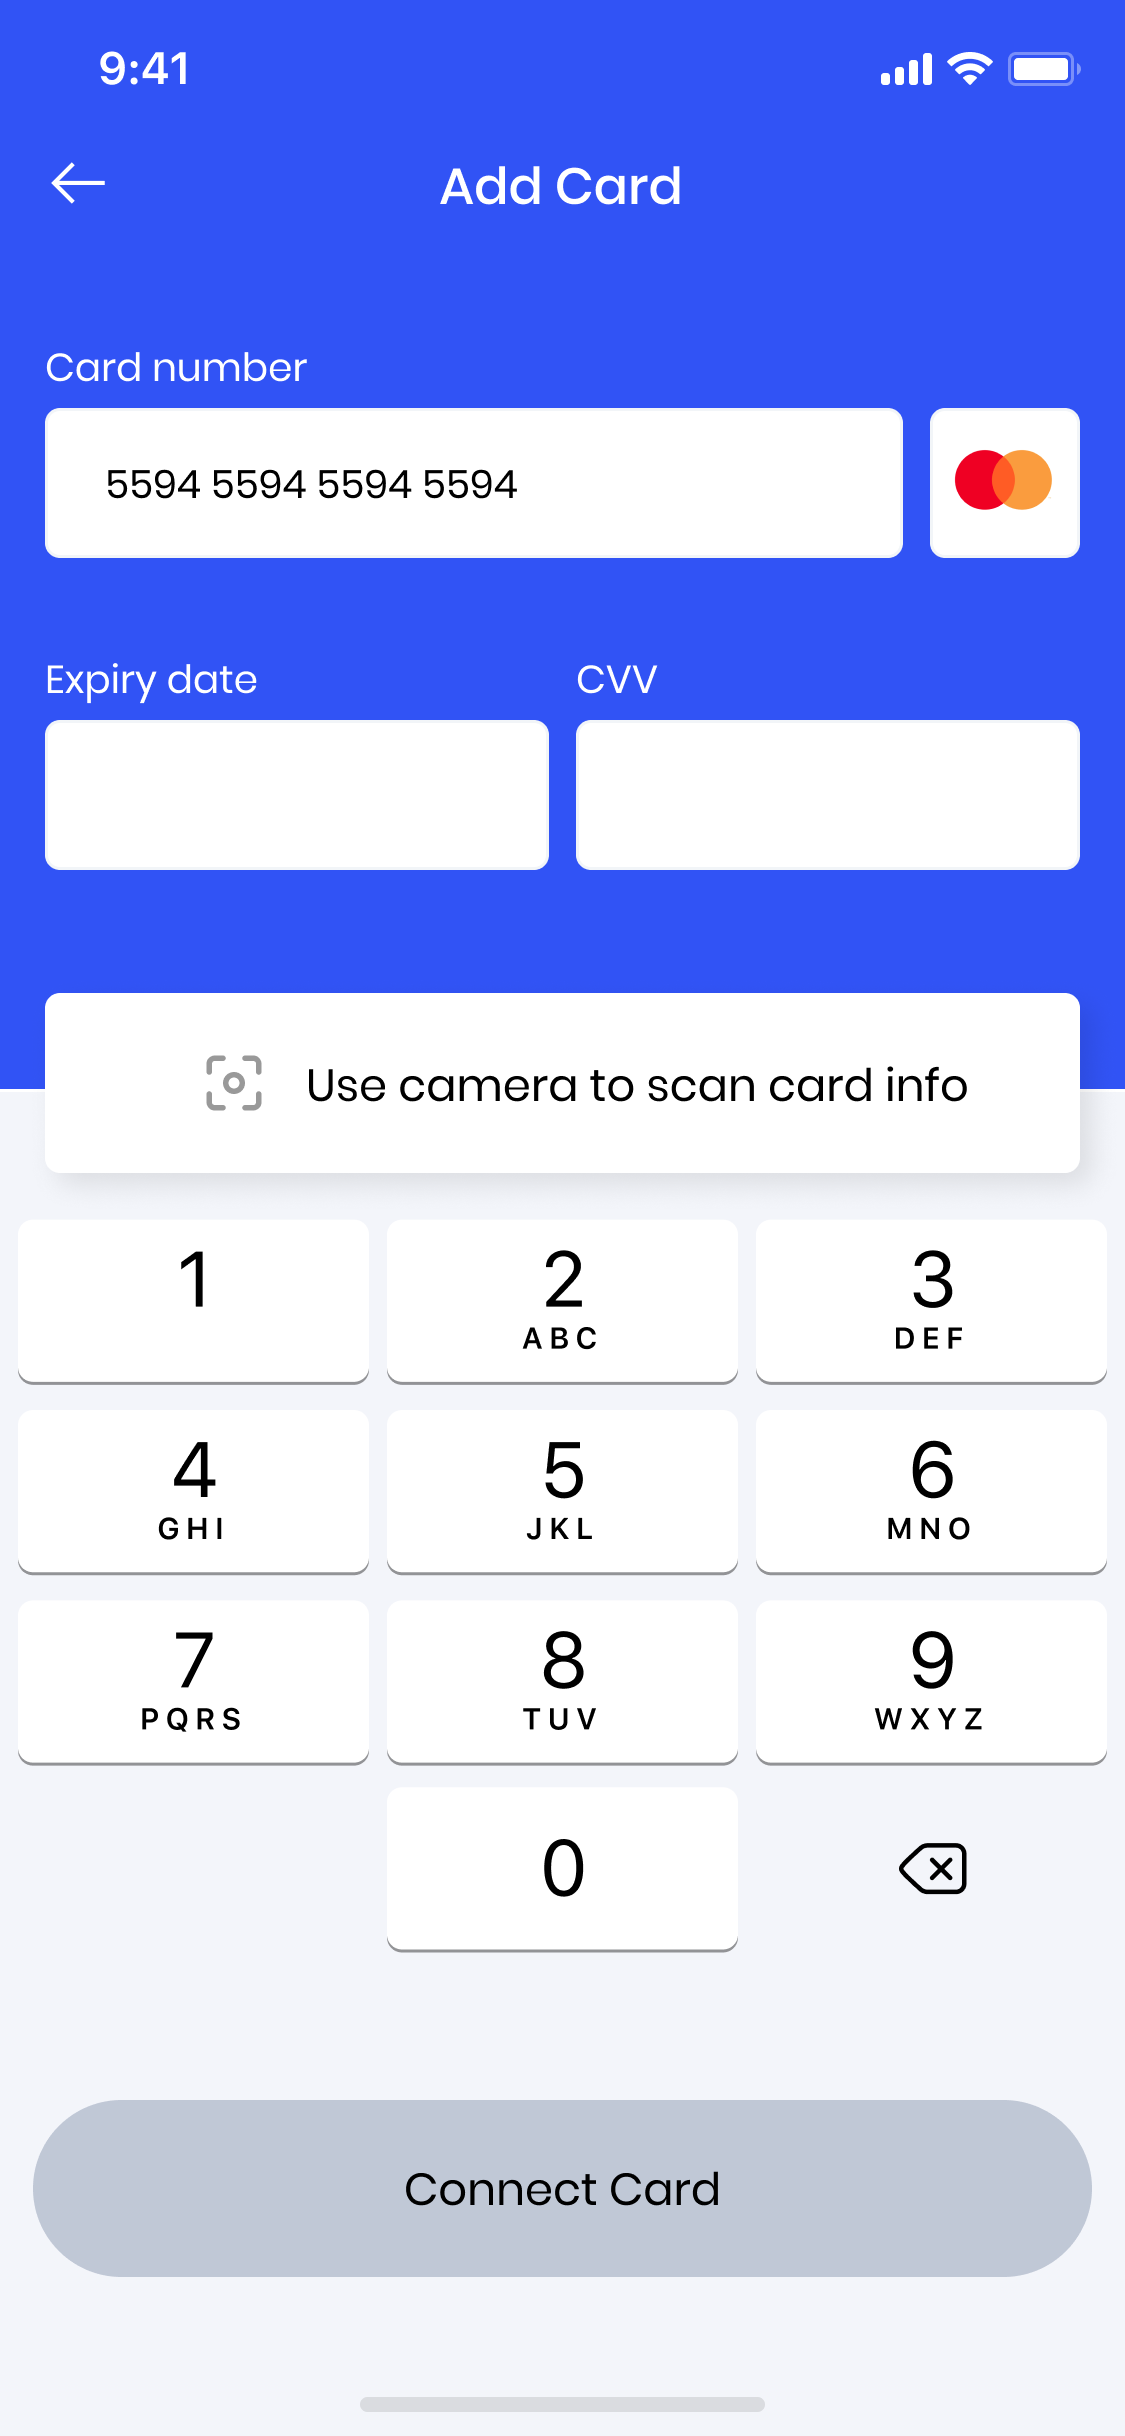 9:41
Add Card
Card number
5594 5594 5594 5594
Expiry date CVV
Use camera to scan card info
1 2 3
ABC DEF
4 5 6
GHI JKL MNO
7 8 9
PQRS TUV WXYZ
0
Connect Card